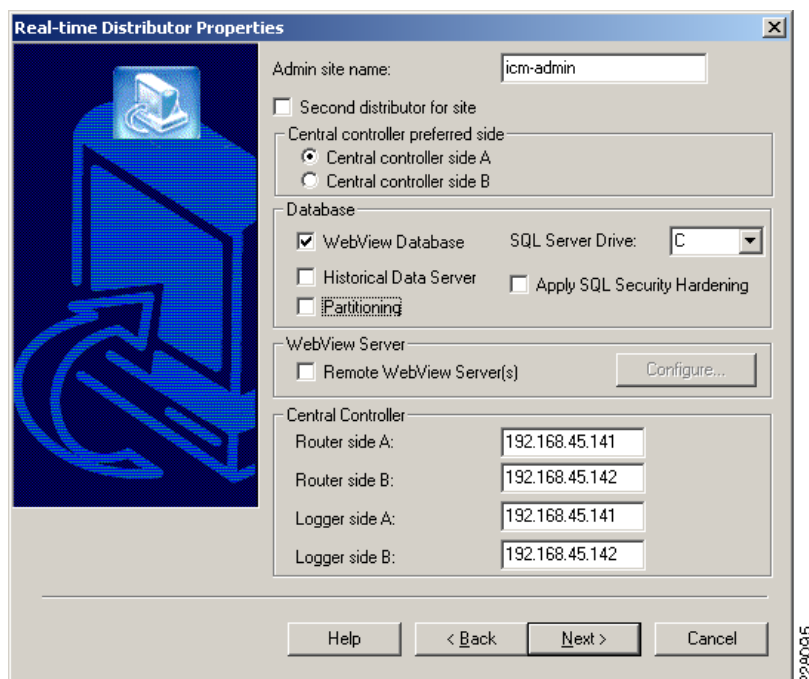 Real-time Distributor Properties
Admin site name: icm-admin
Second distributor for site
Central controller preferred side
Central controller side A
Central controller side B
Database
WebView Database SQL Server Drive: C
Historical Data Server Apply SQL Security Hardening
Partitioning
WebView Server
Remote WebView Server(s) Configure...
Central Controller
Router side A: 192.168.45.141
Router side B: 192.168.45.142
Logger side A: 192.168.45.141
Logger side B: 192.168.45.142
Help < Back Next > Cancel